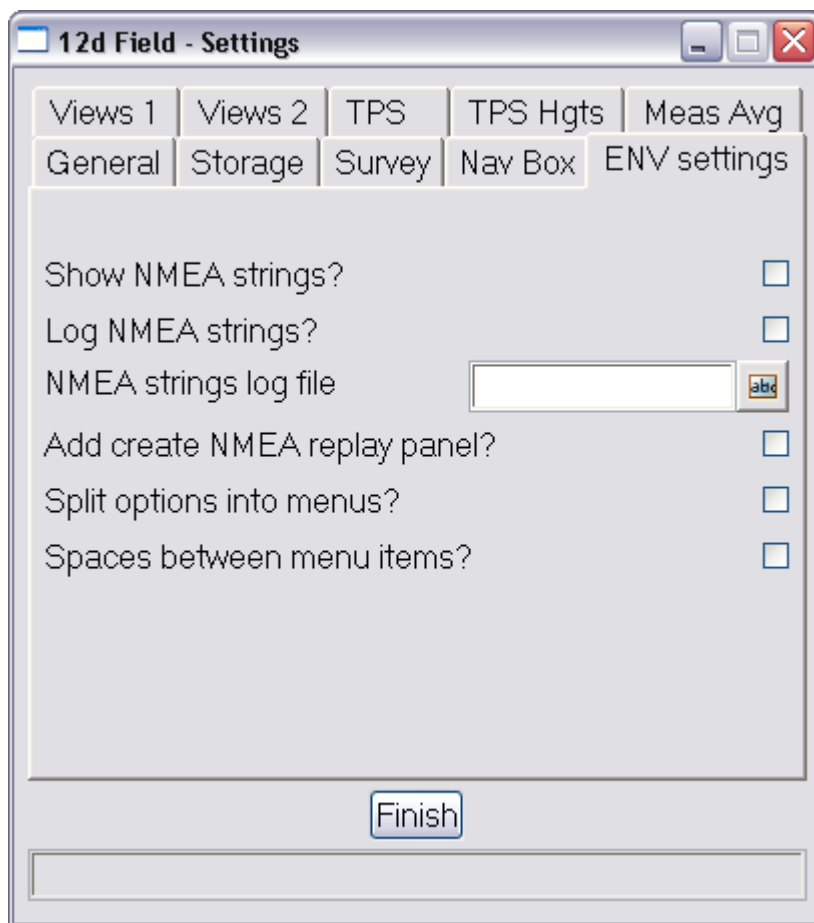 12d Field - Settings
Views 1 Views 2 TPS TPS Hgts Meas Avg
General Storage Survey Nav Box ENV settings
Show NMEA strings?
Log NMEA strings?
NMEA strings log file abc
Add create NMEA replay panel?
Split options into menus?
Spaces between menu items?
Finish